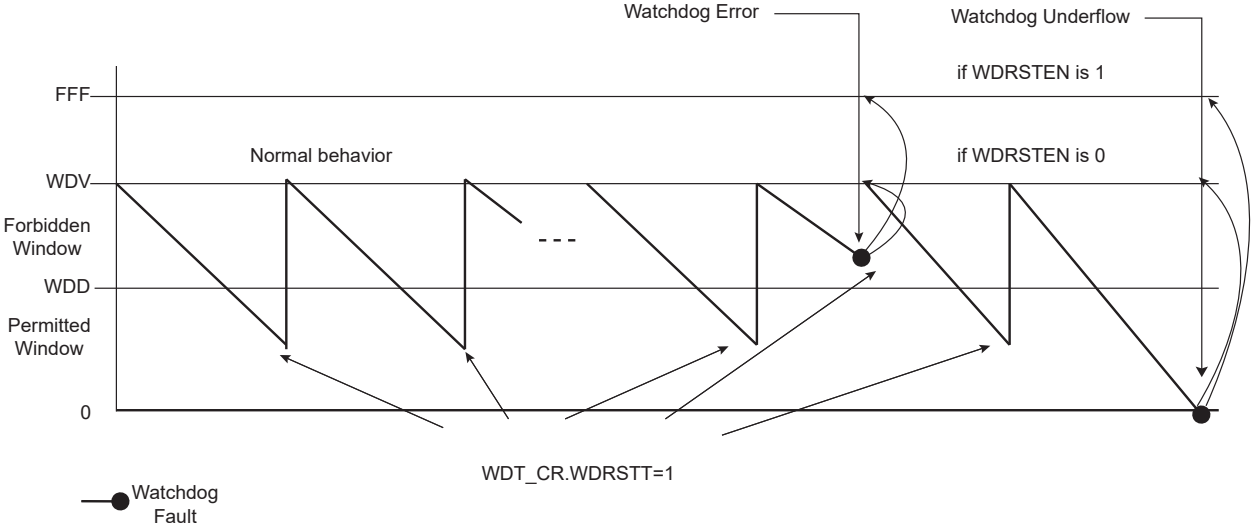 Watchdog Error
Watchdog Underflow
if WDRSTEN is 1
FFF
Normal behavior
if WDRSTEN is 0
WDV
Forbidden
Window
WDD
Permitted
Window
0
WDT_CR.WDRSTT=1
Watchdog
Fault